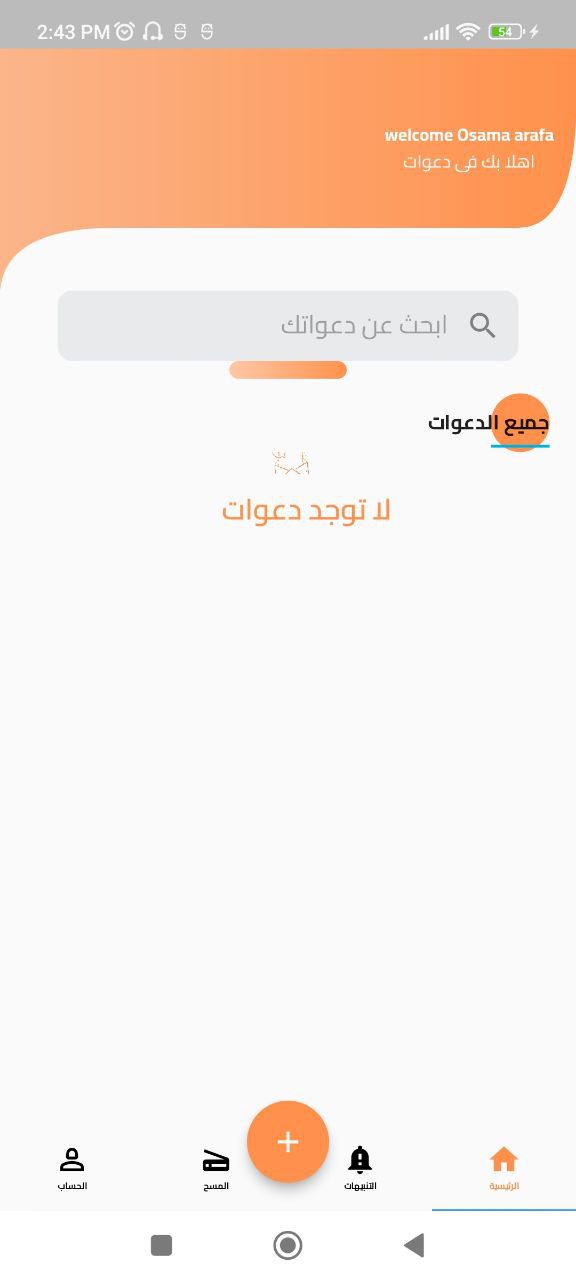 2:43 PM
54
welcome Osama arafa
اهلا بك فى دعوات
ابحث عن دعواتك
جميع الدعوات
لا توجد دعوات
الرئيسية
التنبيهات
المسح
الحساب